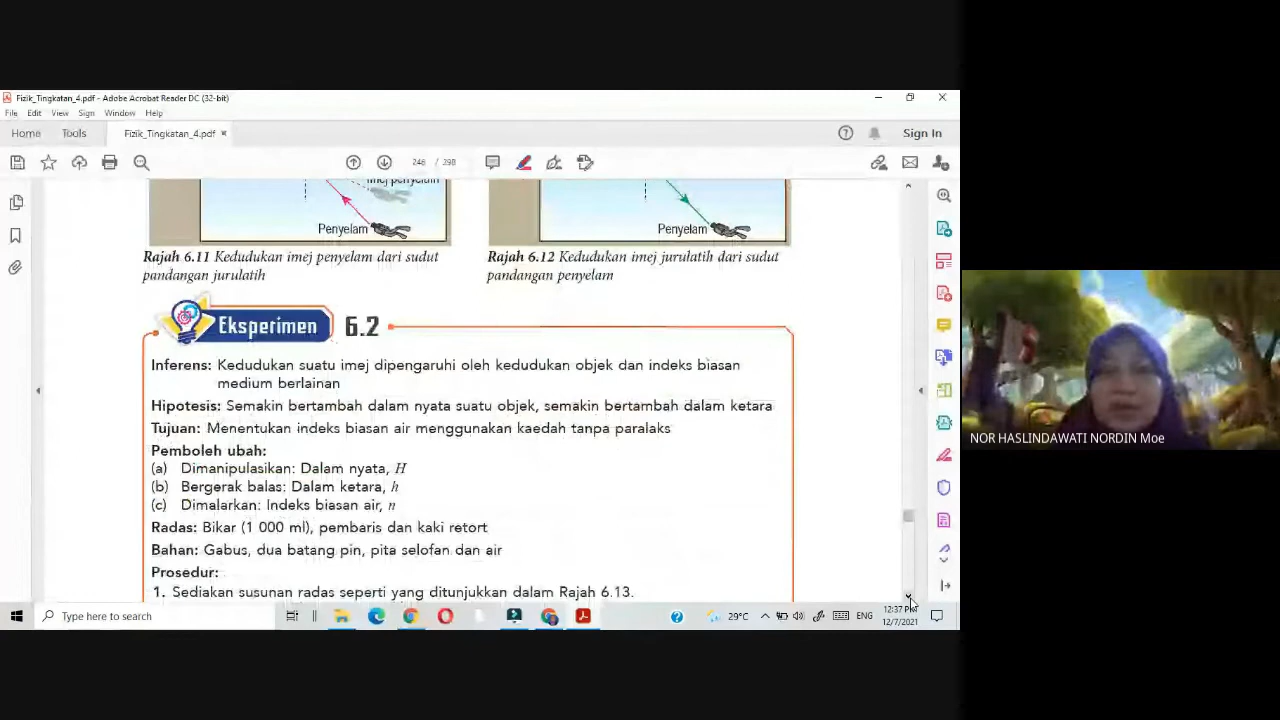 Fizik_Tingkatan_4.pdf - Adobe Acrobat Reader DC (32-bit)
File Edit View Sign Window Help
Home Tools Fizik_Tingkatan_4.pdf × Sign In
246 / 298
imej penyelam
Penyelam
Penyelam
Rajah 6.11 Kedudukan imej penyelam dari sudut
pandangan jurulatih
Rajah 6.12 Kedudukan imej jurulatih dari sudut
pandangan penyelam
Eksperimen 6.2
Inferens: Kedudukan suatu imej dipengaruhi oleh kedudukan objek dan indeks biasan
medium berlainan
Hipotesis: Semakin bertambah dalam nyata suatu objek, semakin bertambah dalam ketara
Tujuan: Menentukan indeks biasan air menggunakan kaedah tanpa paralaks
Pemboleh ubah:
(a) Dimanipulasikan: Dalam nyata, H
(b) Bergerak balas: Dalam ketara, h
(c) Dimalarkan: Indeks biasan air, n
Radas: Bikar (1 000 ml), pembaris dan kaki retort
Bahan: Gabus, dua batang pin, pita selofan dan air
Prosedur:
1. Sediakan susunan radas seperti yang ditunjukkan dalam Rajah 6.13.
Type here to search
29°C
ENG
12:37 PM
12/7/2021
NOR HASLINDAWATI NORDIN Moe